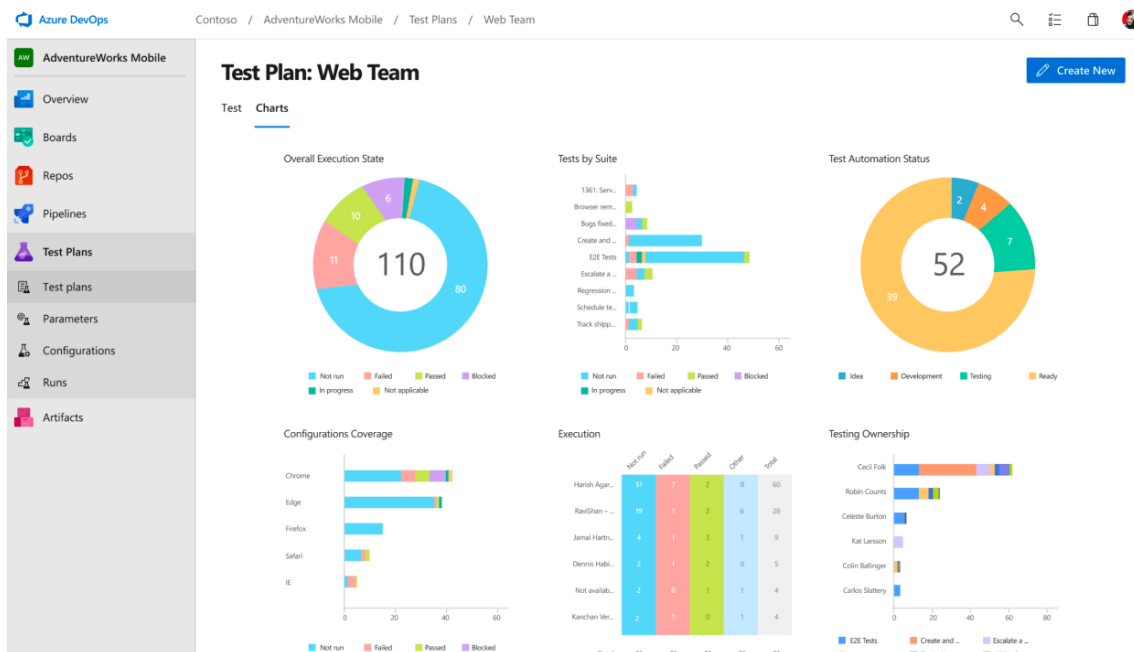 Azure DevOps
Contoso / AdventureWorks Mobile / Test Plans / Web Team
AW AdventureWorks Mobile
Overview
Boards
Repos
Pipelines
Test Plans
Test plans
Parameters
Configurations
Runs
Artifacts
Test Plan: Web Team
Create New
Test Charts
Overall Execution State
6
10
11
110
80
Not run Failed Passed Blocked
In progress Not applicable
Tests by Suite
1361: Serv...
Browser rem...
Bugs fixed...
Create and ...
E2E Tests
Escalate a ...
Regression ...
Schedule te...
Track shipp...
0 20 40 60
Not run Failed Passed Blocked
In progress Not applicable
Test Automation Status
2
4
7
52
39
Idea Development Testing Ready
Configurations Coverage
Chrome
Edge
Firefox
Safari
IE
0 20 40 60
Not run Failed Passed Blocked
Execution
Not run Failed Passed Other Total
Harish Agar... 51 7 2 0 60
RaviShan – ... 19 1 2 6 28
Jamal Hartn... 4 1 3 1 9
Dennis Habi... 2 1 2 0 5
Not availab... 2 0 1 1 4
Kanchan Ver... 2 1 0 1 4
Testing Ownership
Cecil Folk
Robin Counts
Celeste Burton
Kat Larsson
Colin Ballinger
Carlos Slattery
0 20 40 60 80
E2E Tests Create and ... Escalate a ...